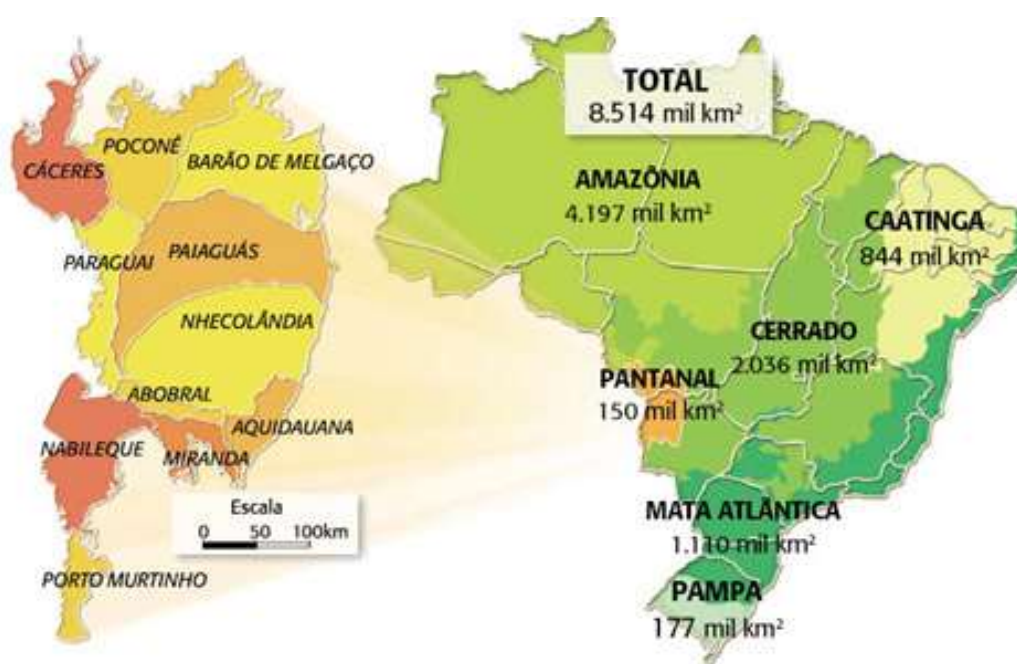 POCONÉ
CÁCERES
BARÃO DE MELGAÇO
PARAGUAI
PAIAGUÁS
NHECOLÂNDIA
ABOBRAL
AQUIDAUANA
NABILEQUE
MIRANDA
Escala
0 50 100km
PORTO MURTINHO
TOTAL
8.514 mil km²
AMAZÔNIA
4.197 mil km²
CAATINGA
844 mil km²
CERRADO
2.036 mil km²
PANTANAL
150 mil km²
MATA ATLÂNTICA
1.110 mil km²
PAMPA
177 mil km²